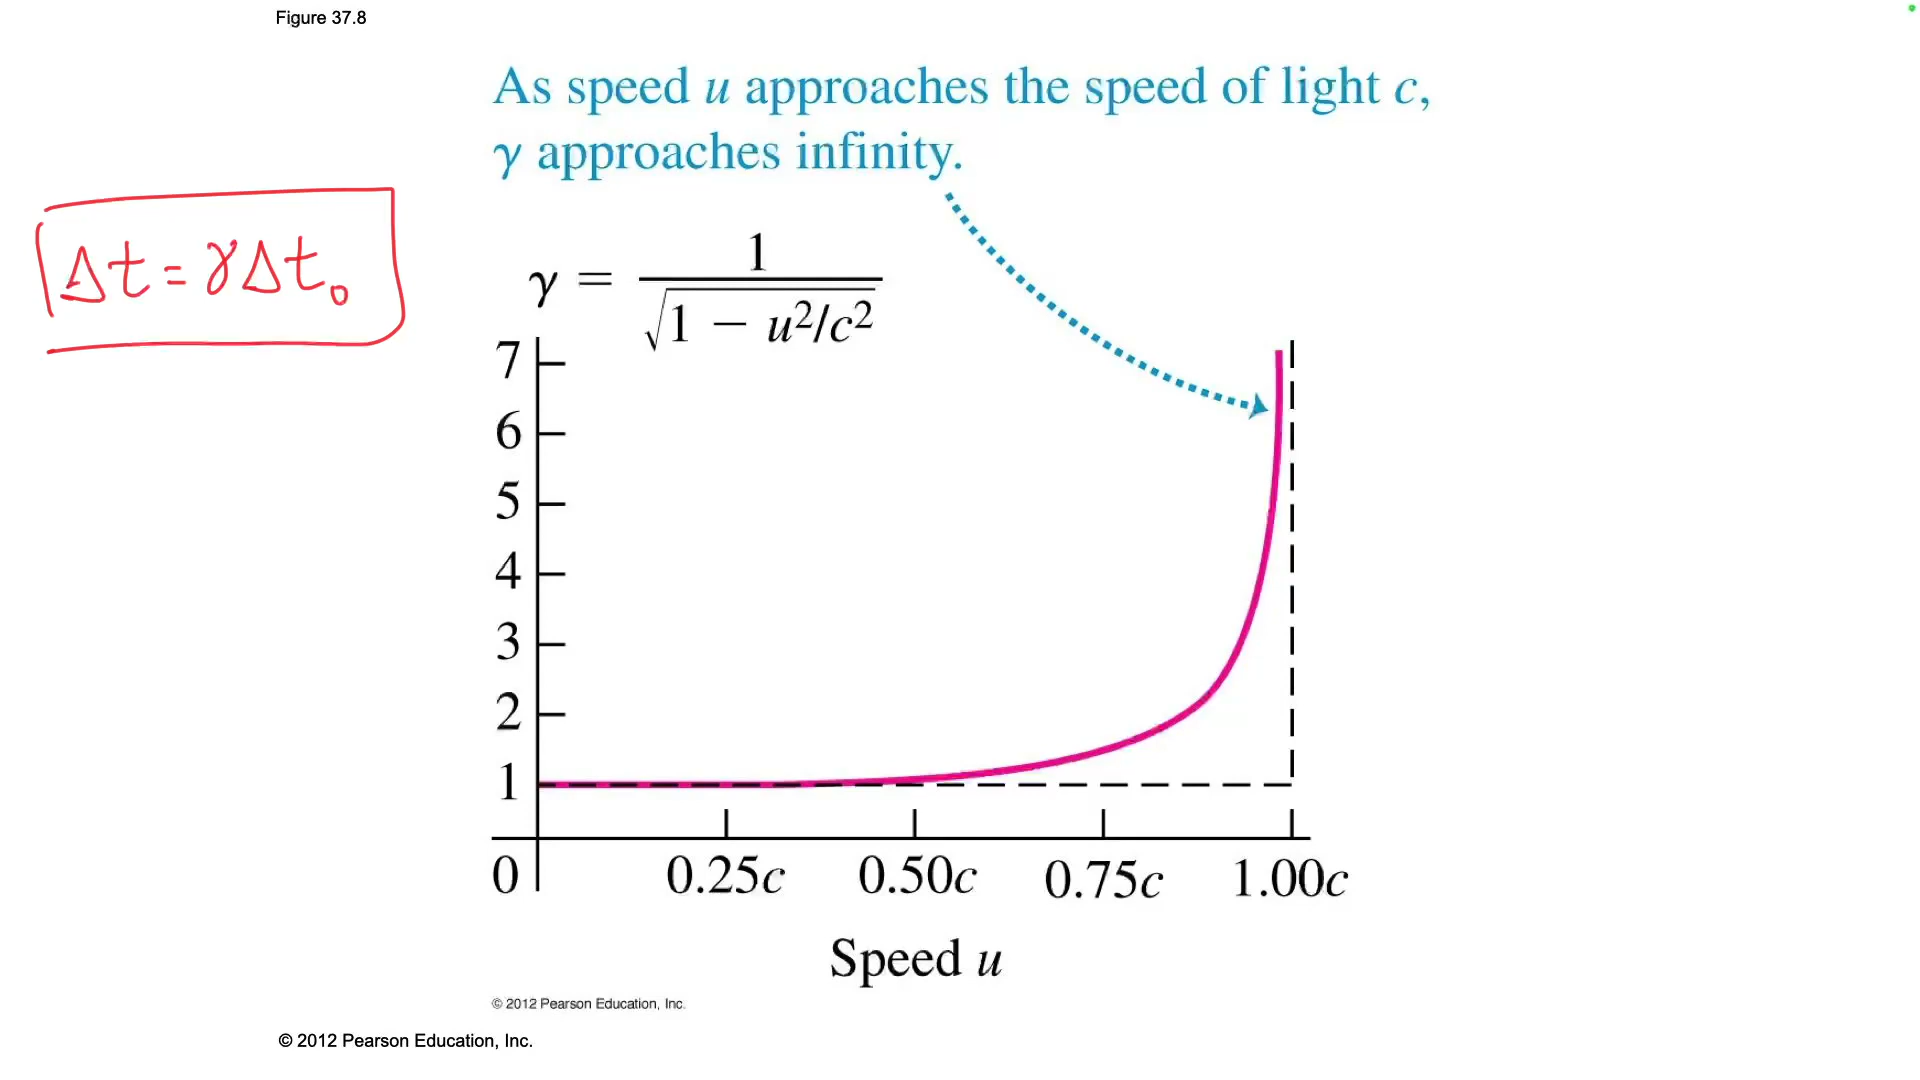 Figure 37.8
As speed u approaches the speed of light c,
γ approaches infinity.
Δt = γΔt₀
γ = 1/√(1 − u²/c²)
7
6
5
4
3
2
1
0 0.25c 0.50c 0.75c 1.00c
Speed u
© 2012 Pearson Education, Inc.
© 2012 Pearson Education, Inc.